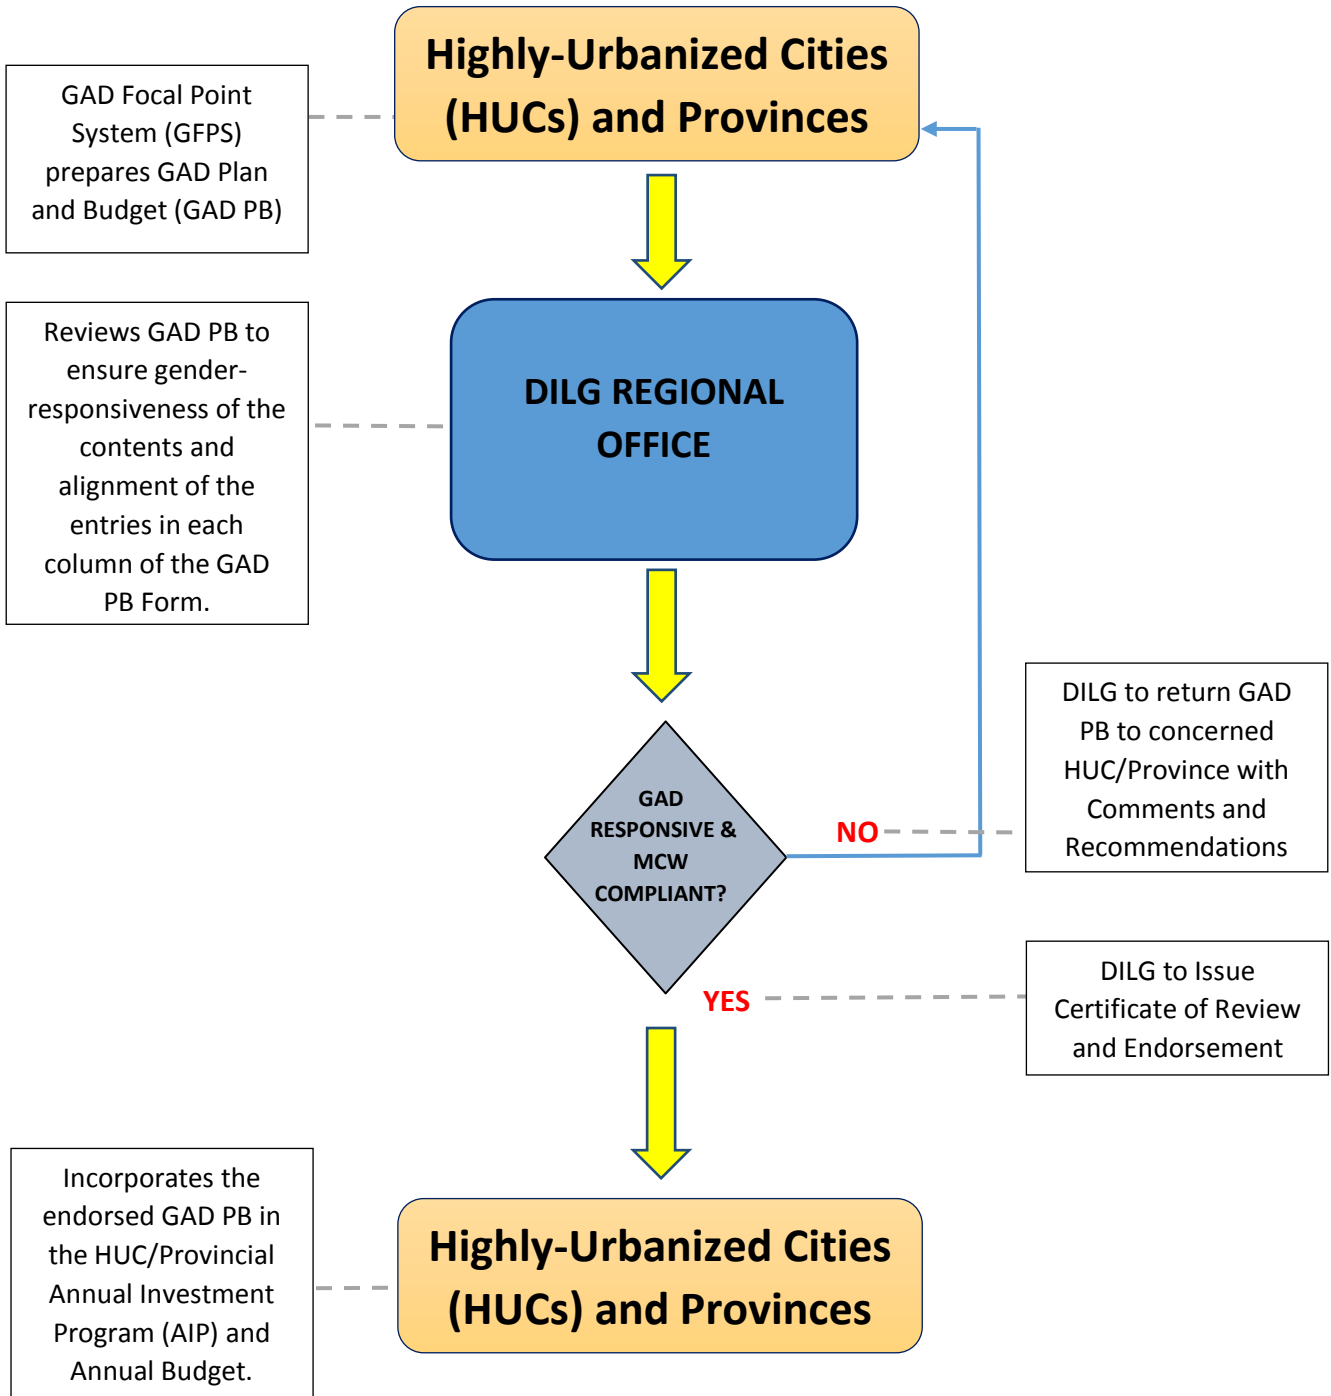 Highly-Urbanized Cities
(HUCs) and Provinces
GAD Focal Point
System (GFPS)
prepares GAD Plan
and Budget (GAD PB)
Reviews GAD PB to
ensure gender-
responsiveness of the
contents and
alignment of the
entries in each
column of the GAD
PB Form.
DILG REGIONAL
OFFICE
GAD
RESPONSIVE &
MCW
COMPLIANT?
NO
DILG to return GAD
PB to concerned
HUC/Province with
Comments and
Recommendations
YES
DILG to Issue
Certificate of Review
and Endorsement
Incorporates the
endorsed GAD PB in
the HUC/Provincial
Annual Investment
Program (AIP) and
Annual Budget.
Highly-Urbanized Cities
(HUCs) and Provinces